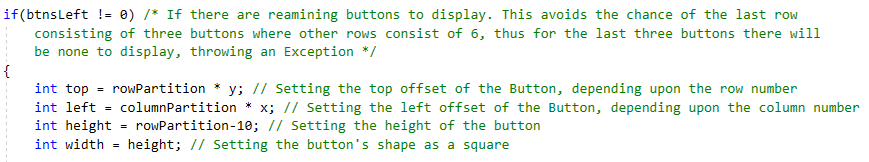 if(btnsLeft != 0) /* If there are reamining buttons to display. This avoids the chance of the last row
consisting of three buttons where other rows consist of 6, thus for the last three buttons there will
be none to display, throwing an Exception */
{
int top = rowPartition * y; // Setting the top offset of the Button, depending upon the row number
int left = columnPartition * x; // Setting the left offset of the Button, depending upon the column number
int height = rowPartition-10; // Setting the height of the button
int width = height; // Setting the button's shape as a square